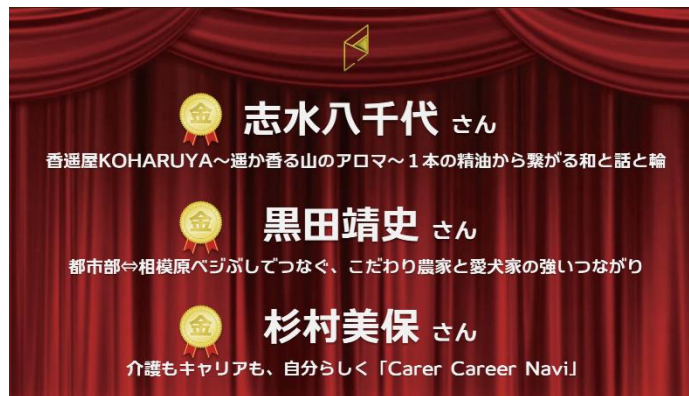 金 志水八千代 さん
香遥屋KOHARUYA～遥か香る山のアロマ～１本の精油から繋がる和と話と輪
金 黒田靖史 さん
都市部⇔相模原ベジぶしでつなぐ、こだわり農家と愛犬家の強いつながり
金 杉村美保 さん
介護もキャリアも、自分らしく「Carer Career Navi」